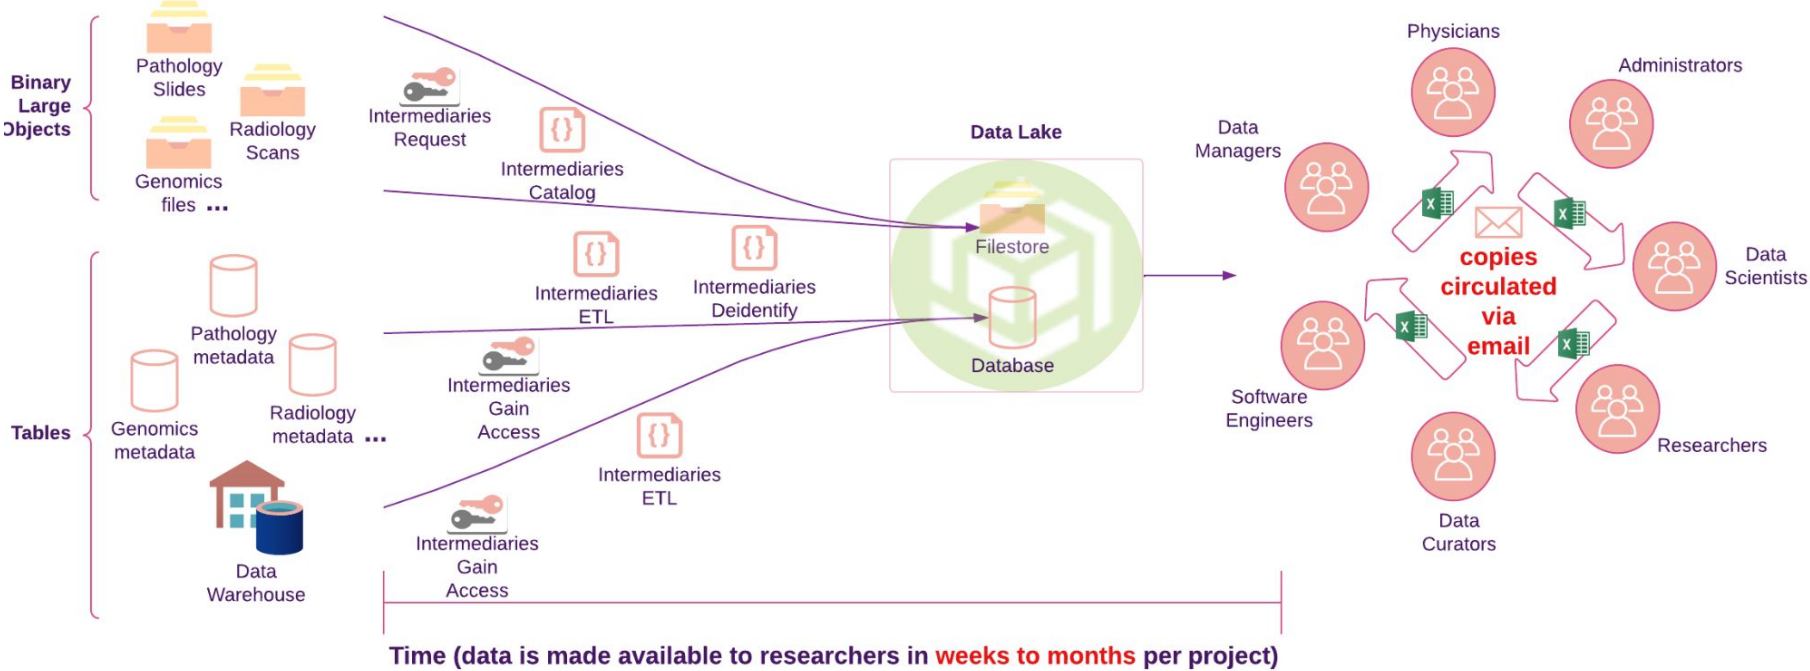 Binary
Large
Objects
Pathology
Slides
Radiology
Scans
Genomics
files ...
Tables
Pathology
metadata
Genomics
metadata
Radiology
metadata ...
Data
Warehouse
Intermediaries
Request
Intermediaries
Catalog
Intermediaries
ETL
Intermediaries
Deidentify
Intermediaries
Gain
Access
Intermediaries
ETL
Intermediaries
Gain
Access
Data Lake
Filestore
Database
Physicians
Administrators
Data
Managers
Data
Scientists
Software
Engineers
Researchers
Data
Curators
X
X
X
X
copies
circulated
via
email
Time (data is made available to researchers in weeks to months per project)